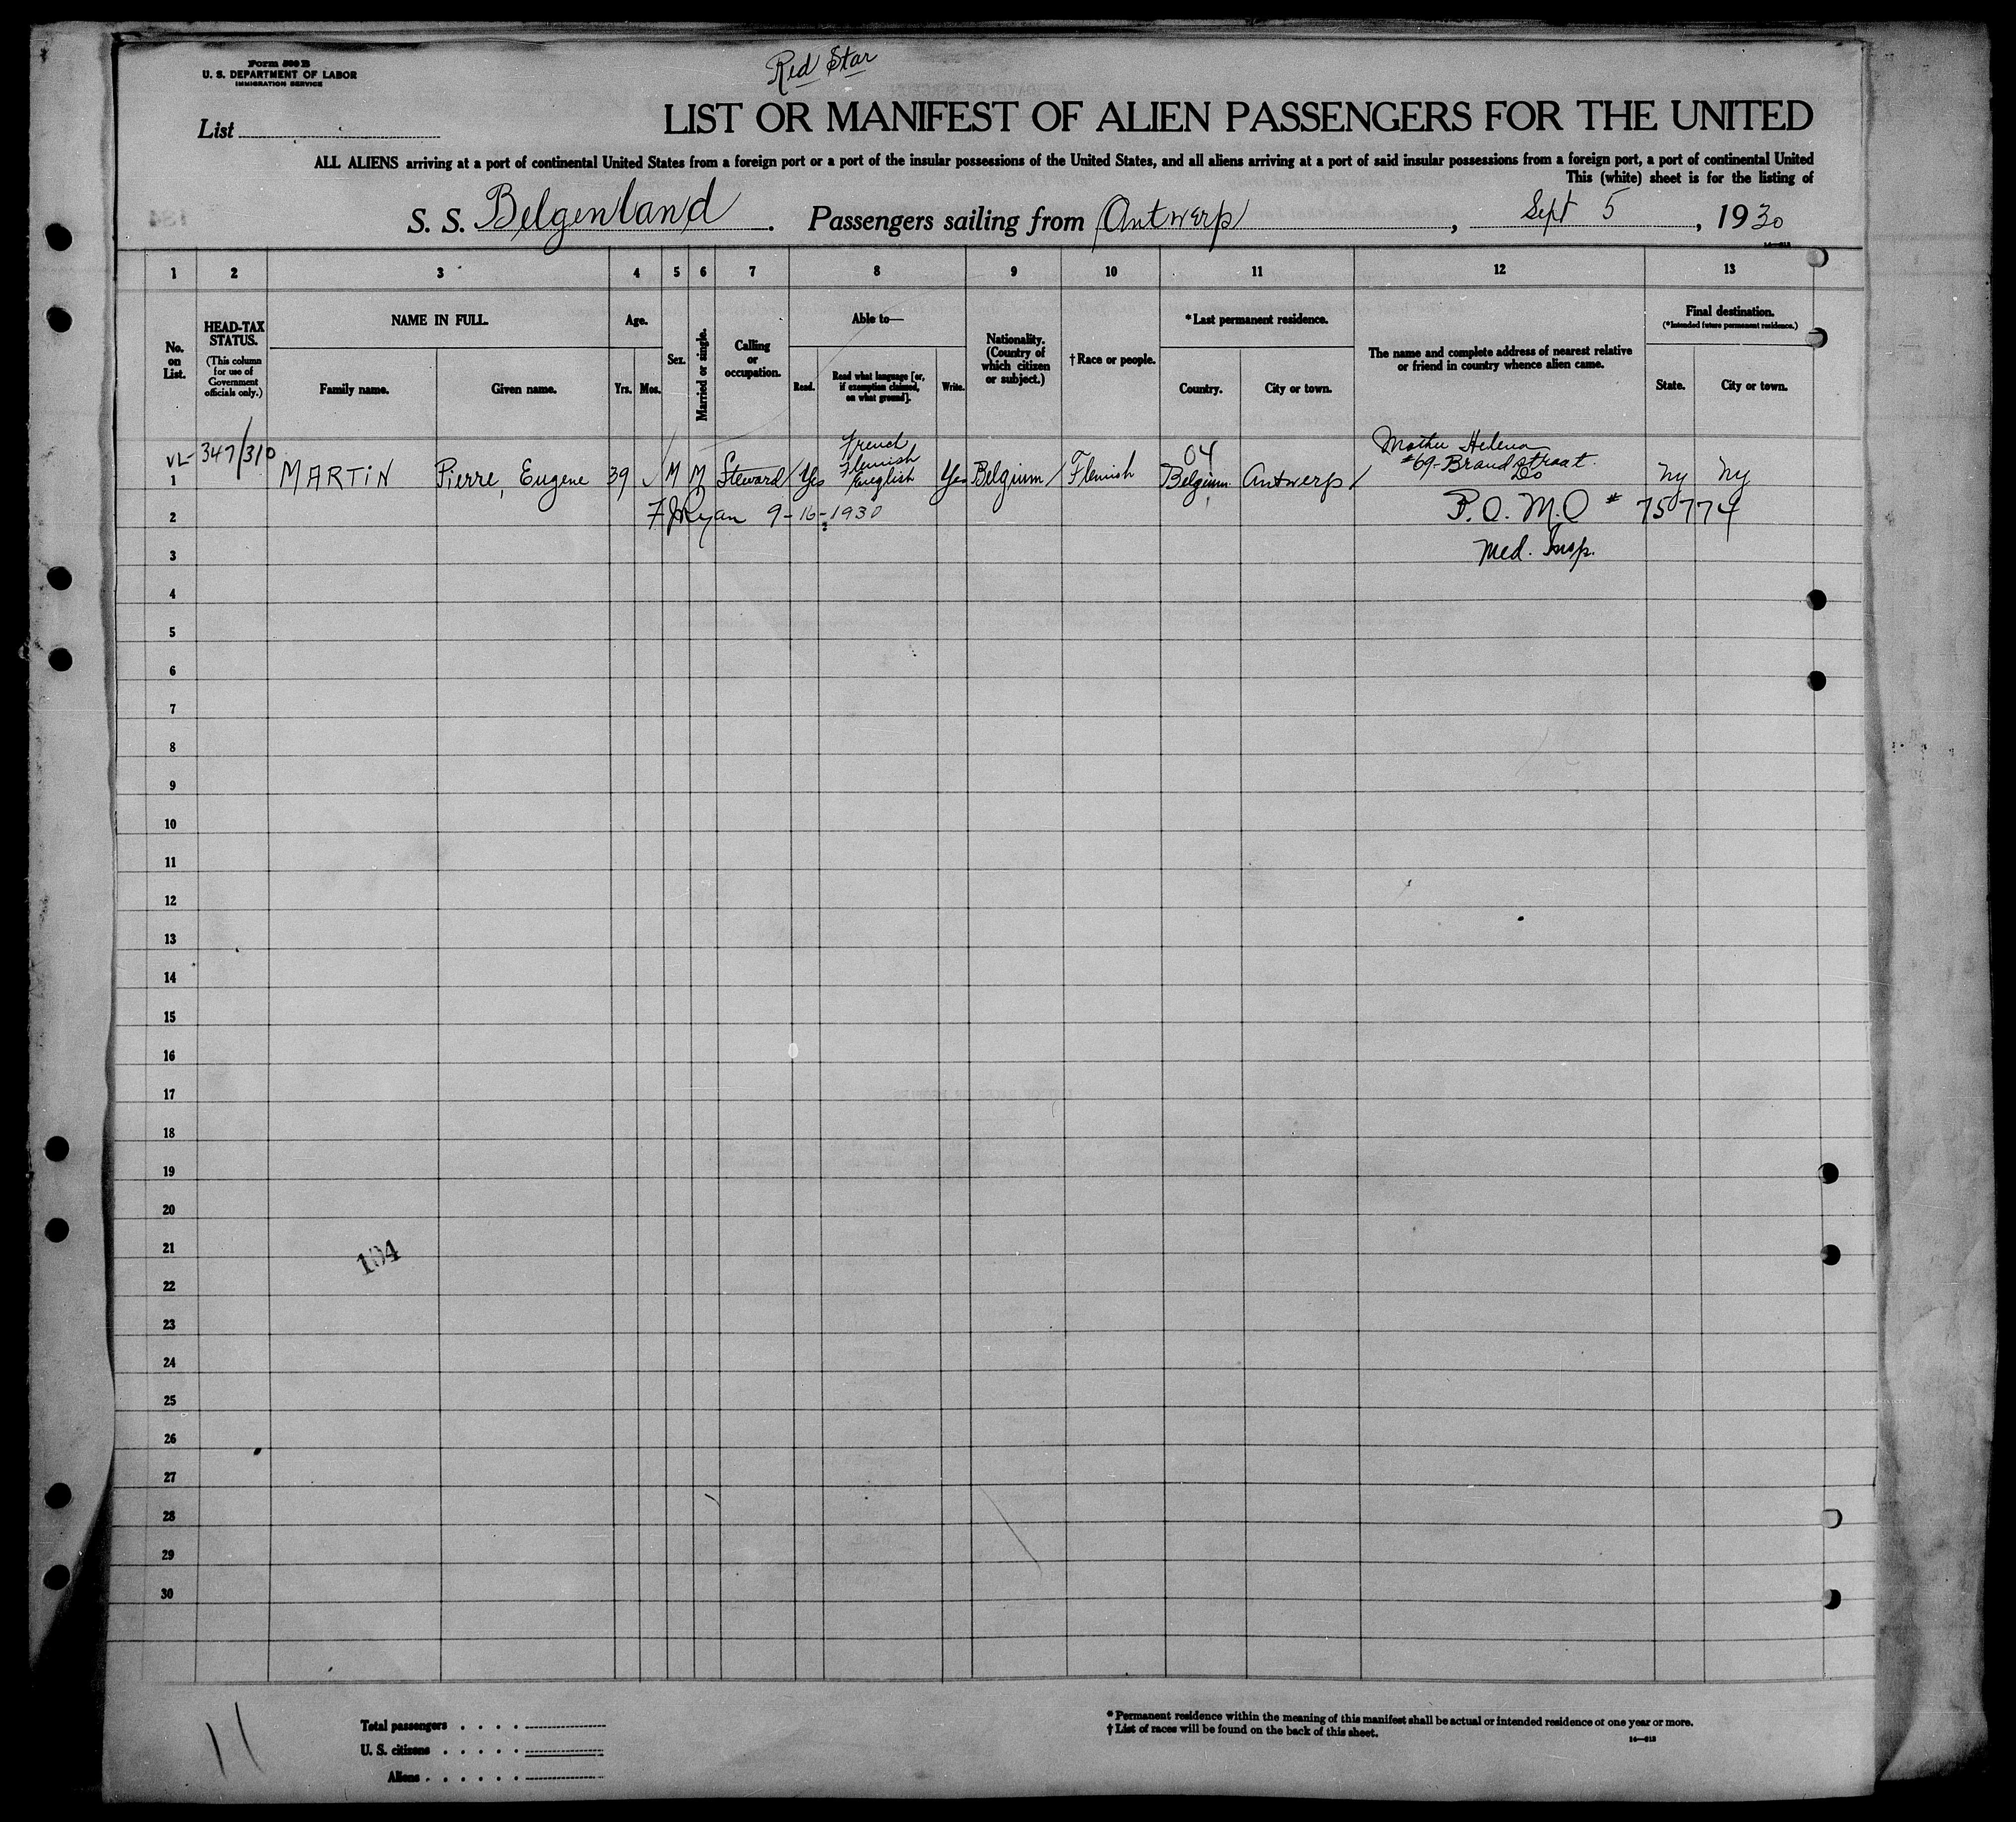 Form 500 B
U. S. DEPARTMENT OF LABOR
IMMIGRATION SERVICE
Red Star
List
LIST OR MANIFEST OF ALIEN PASSENGERS FOR THE UNITED
ALL ALIENS arriving at a port of continental United States from a foreign port or a port of the insular possessions of the United States, and all aliens arriving at a port of said insular possessions from a foreign port, a port of continental United
This (white) sheet is for the listing of
S. S. Belgenland. Passengers sailing from Antwerp, Sept 5, 1930
1 2 3 4 5 6 7 8 9 10 11 12 13
No. on List.
HEAD-TAX STATUS.
(This column for use of Government officials only.)
NAME IN FULL.
Family name. Given name.
Age.
Yrs. Mos.
Sex.
Married or single.
Calling or occupation.
Able to—
Read. Read what language [or, if exemption claimed, on what ground]. Write.
Nationality. (Country of which citizen or subject.)
† Race or people.
* Last permanent residence.
Country. City or town.
The name and complete address of nearest relative or friend in country whence alien came.
Final destination.
(* Intended future permanent residence.)
State. City or town.
VL- 347/310
French
04
Mother Helena
Flemish
#69-Brandstraat
1 MARTIN Pierre, Eugene 39 M M Steward Yes English Yes Belgium Flemish Belgium Antwerp Do NY NY
2 F J Ryan 9-16-1930 P. O. M. O # 75774
3 Med. Insp.
4
5
6
7
8
9
10
11
12
13
14
15
16
17
18
19
20
21
104
22
23
24
25
26
27
28
29
30
11
Total passengers
U. S. citizens
Aliens
* Permanent residence within the meaning of this manifest shall be actual or intended residence of one year or more.
† List of races will be found on the back of this sheet.